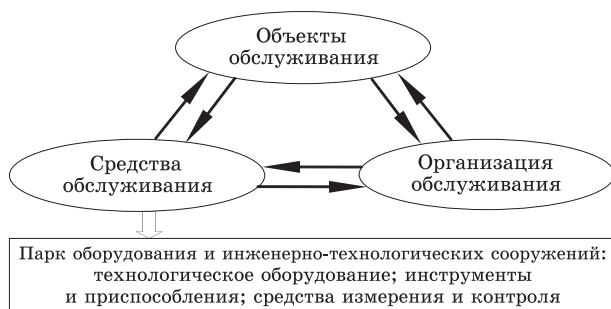 Объекты
обслуживания
Средства
обслуживания
Организация
обслуживания
Парк оборудования и инженерно-технологических сооружений:
технологическое оборудование; инструменты
и приспособления; средства измерения и контроля